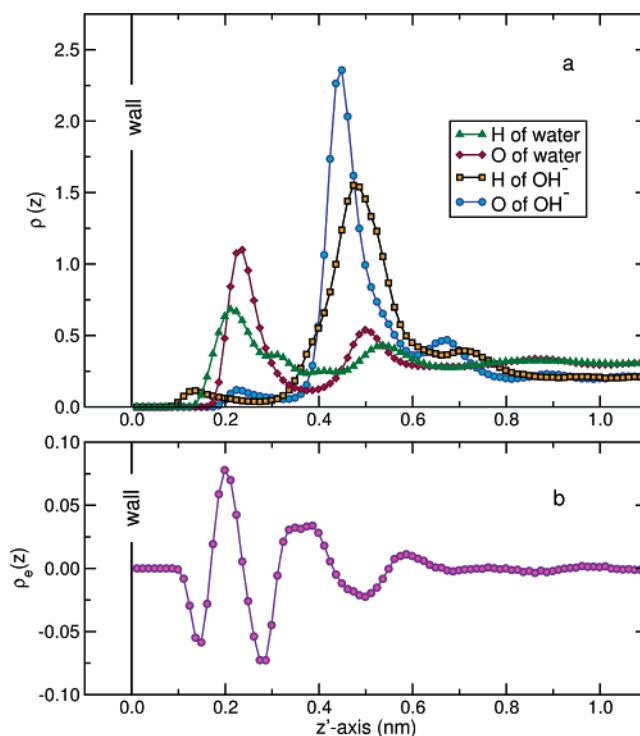 a
wall
2.5
2.0
1.5
1.0
0.5
0.0
ρ (z)
H of water
O of water
H of OH⁻
O of OH⁻
0.0 0.2 0.4 0.6 0.8 1.0
b
wall
0.10
0.05
0.00
-0.05
-0.10
ρₑ(z)
0.0 0.2 0.4 0.6 0.8 1.0
z'-axis (nm)